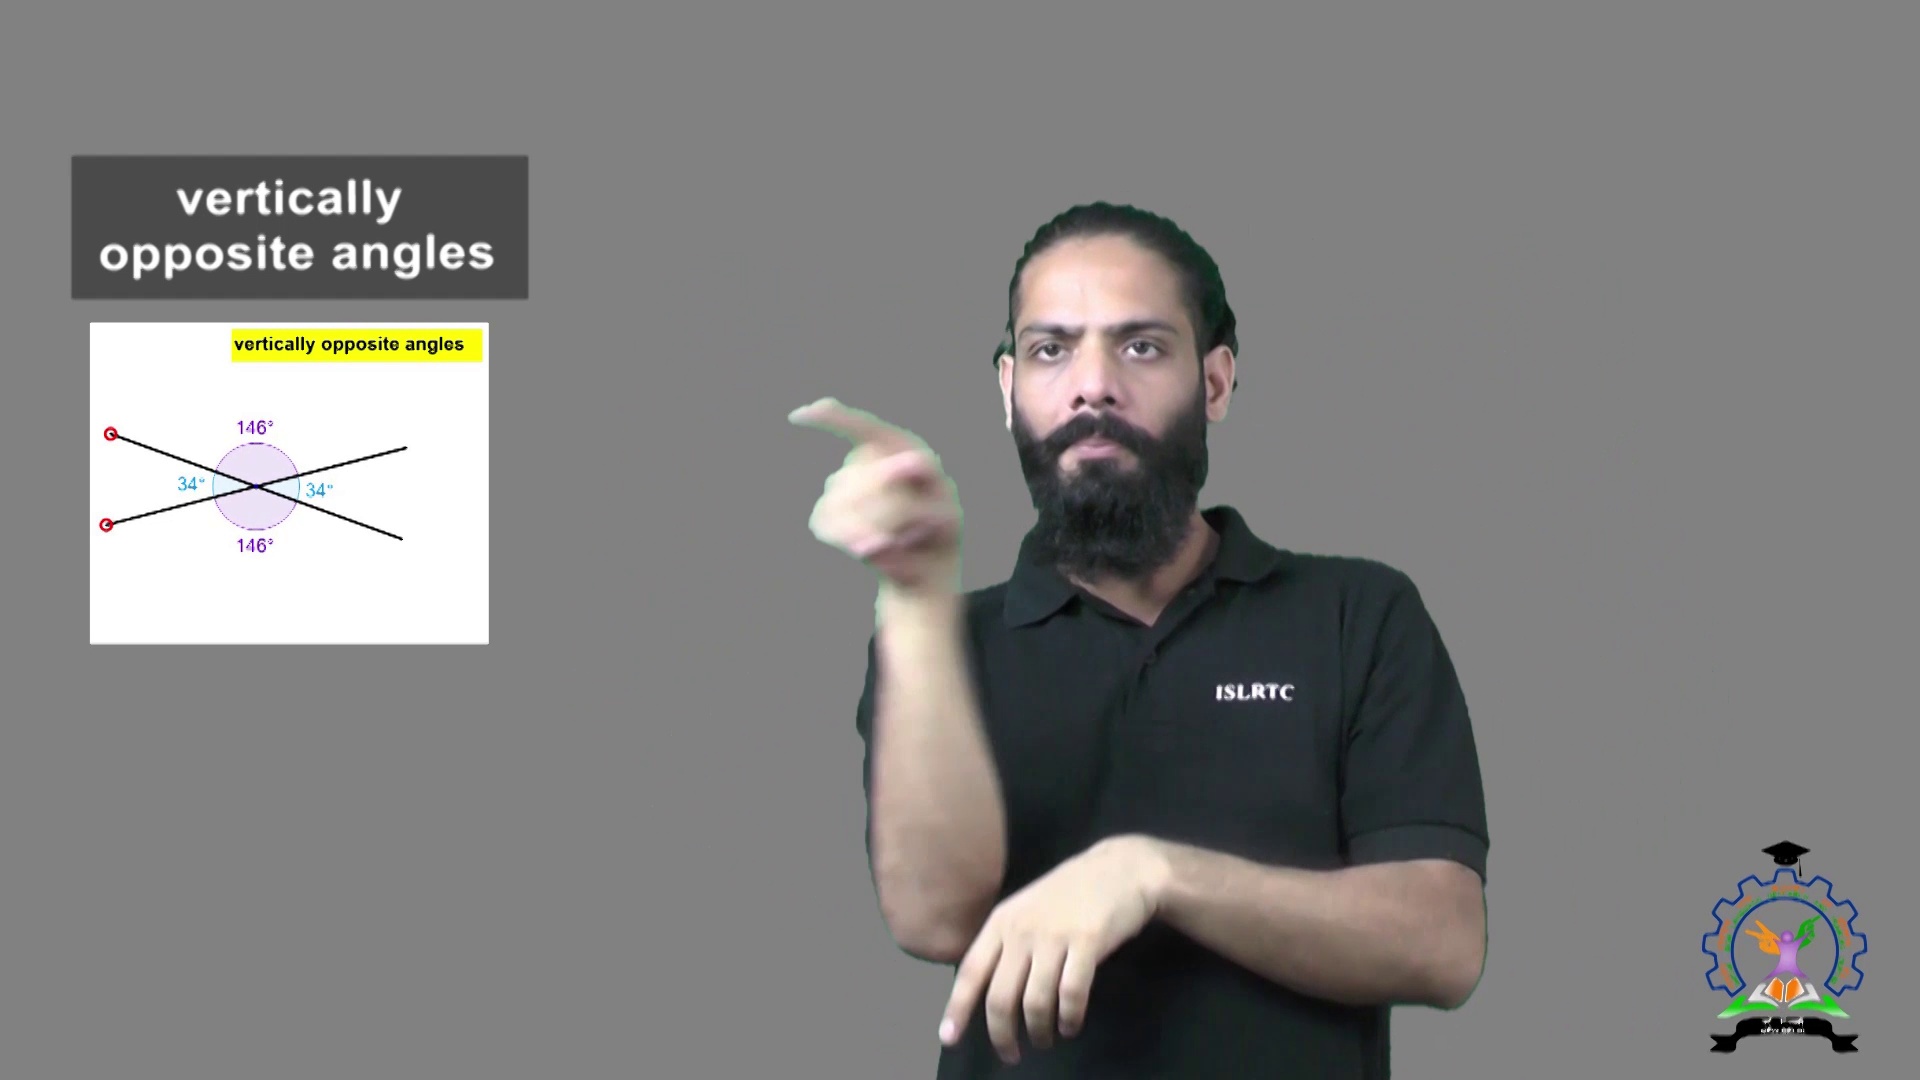 vertically
opposite angles
vertically opposite angles
146°
34°
34°
146°
ISLRTC